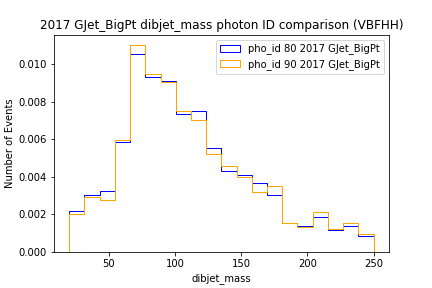 2017 GJet_BigPt dibjet_mass photon ID comparison (VBFHH)
pho_id 80 2017 GJet_BigPt
pho_id 90 2017 GJet_BigPt
Number of Events
0.010
0.008
0.006
0.004
0.002
0.000
50 100 150 200 250
dibjet_mass